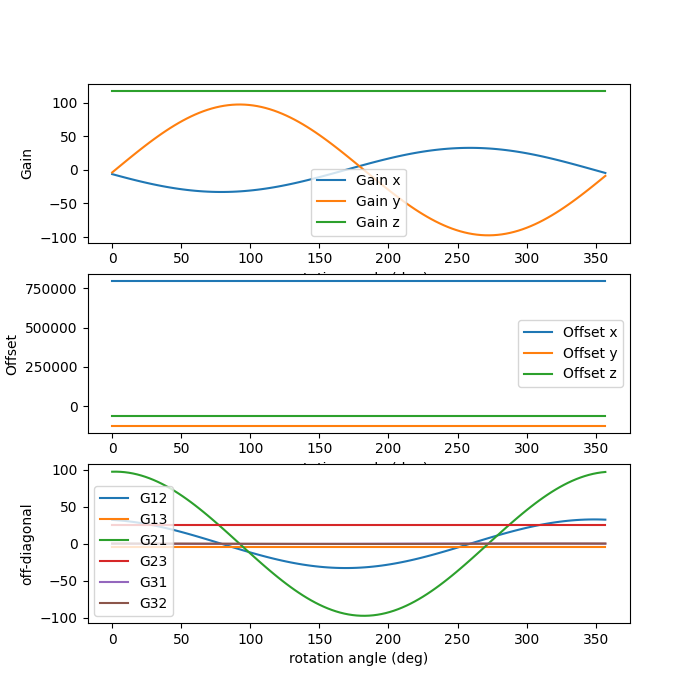 100
50
0
−50
−100
Gain
Gain x
Gain y
Gain z
0 50 100 150 200 250 300 350
750000
500000
250000
0
Offset
Offset x
Offset y
Offset z
0 50 100 150 200 250 300 350
100
50
0
−50
−100
off-diagonal
G12
G13
G21
G23
G31
G32
0 50 100 150 200 250 300 350
rotation angle (deg)